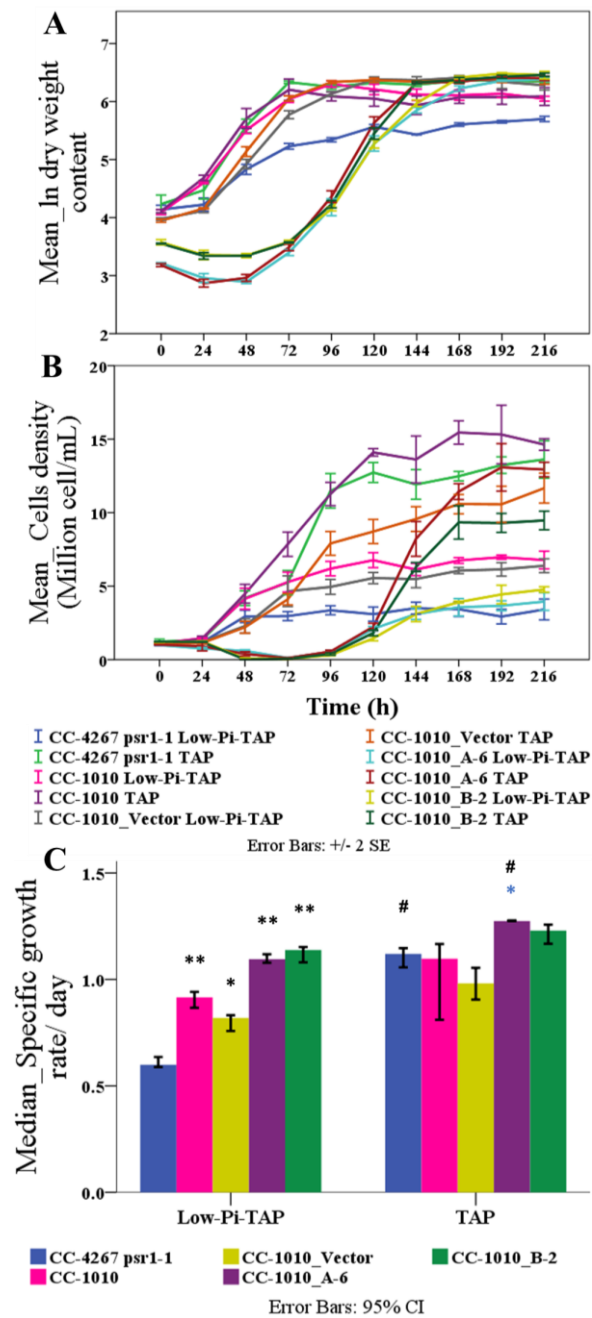 A
Mean_ln dry weight
content
7
6
5
4
3
2
0 24 48 72 96 120 144 168 192 216
B
Mean_ Cells density
(Million cell/mL)
20
15
10
5
0
0 24 48 72 96 120 144 168 192 216
Time (h)
CC-4267 psr1-1 Low-Pi-TAP
CC-4267 psr1-1 TAP
CC-1010 Low-Pi-TAP
CC-1010 TAP
CC-1010_Vector Low-Pi-TAP
CC-1010_Vector TAP
CC-1010_A-6 Low-Pi-TAP
CC-1010_A-6 TAP
CC-1010_B-2 Low-Pi-TAP
CC-1010_B-2 TAP
Error Bars: +/- 2 SE
C
Median_Specific growth
rate/ day
1.5
1.0
0.5
0.0
** * ** **
# # *
Low-Pi-TAP TAP
CC-4267 psr1-1
CC-1010
CC-1010_Vector
CC-1010_A-6
CC-1010_B-2
Error Bars: 95% CI